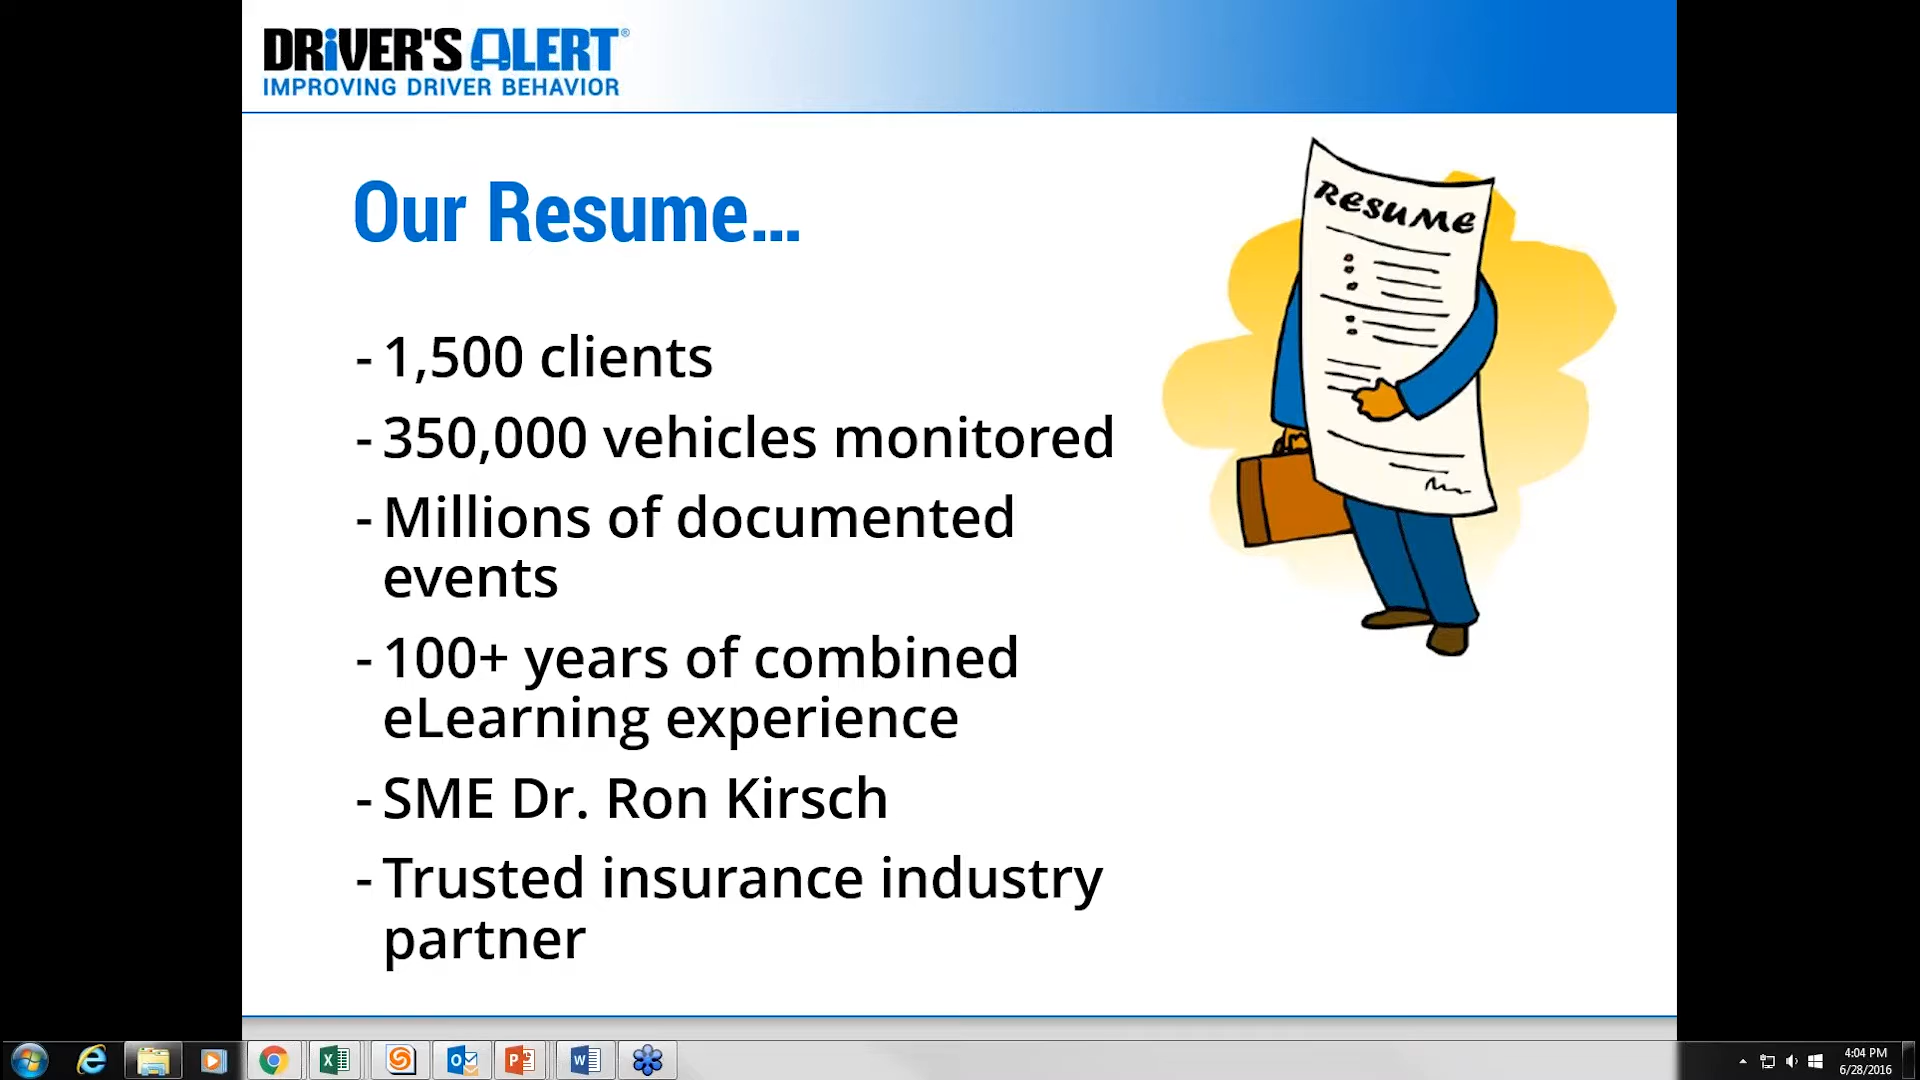 DRiVER'S ALERT®
IMPROVING DRIVER BEHAVIOR
Our Resume...
RESUME
- 1,500 clients
- 350,000 vehicles monitored
- Millions of documented
events
- 100+ years of combined
eLearning experience
- SME Dr. Ron Kirsch
- Trusted insurance industry
partner
4:04 PM
6/28/2016